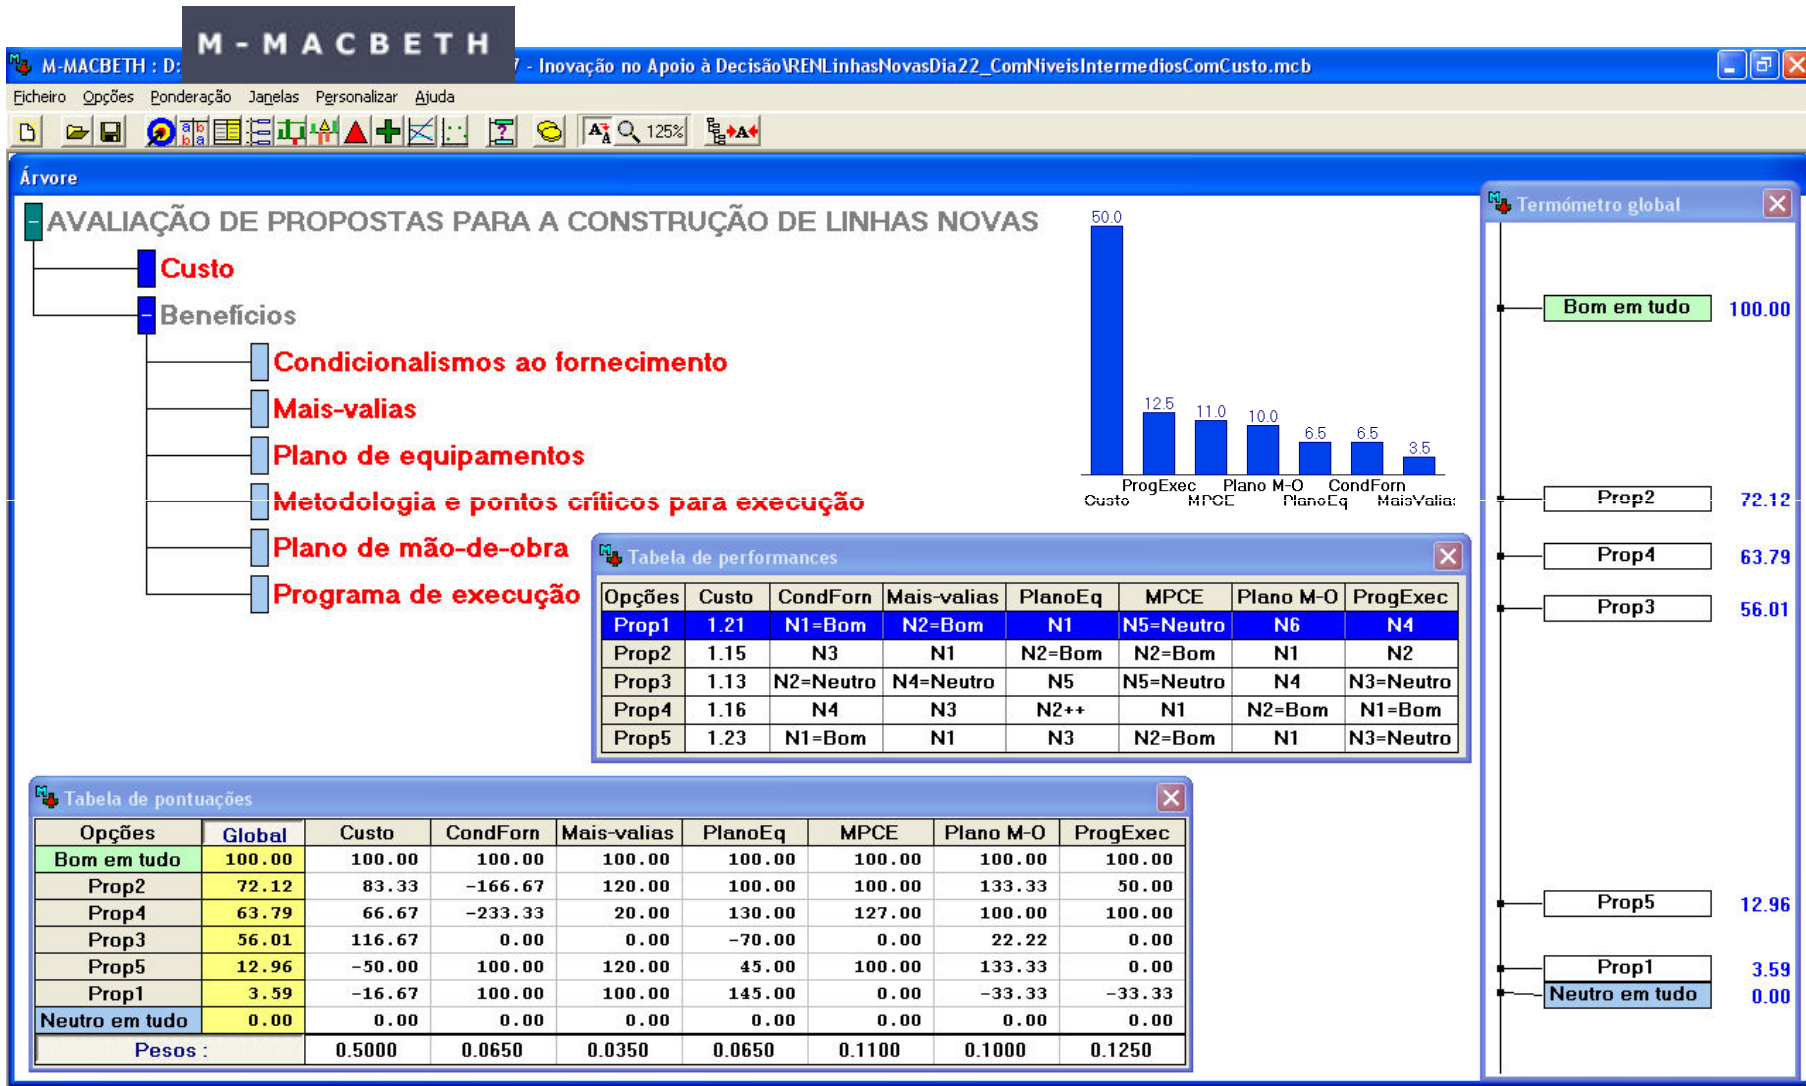 M - M A C B E T H
M-MACBETH : D: 7 - Inovação no Apoio à Decisão\RENLinhasNovasDia22_ComNiveisIntermediosComCusto.mcb
Ficheiro Opções Ponderação Janelas Personalizar Ajuda
125%
Árvore
AVALIAÇÃO DE PROPOSTAS PARA A CONSTRUÇÃO DE LINHAS NOVAS
Custo
Benefícios
Condicionalismos ao fornecimento
Mais-valias
Plano de equipamentos
Metodologia e pontos críticos para execução
Plano de mão-de-obra
Programa de execução
50.0
12.5 11.0 10.0 6.5 6.5 3.5
ProgExec Plano M-O CondForn
Custo MPCE PlanoEq MaisValia
Termómetro global
Bom em tudo 100.00
Prop2 72.12
Prop4 63.79
Prop3 56.01
Prop5 12.96
Prop1 3.59
Neutro em tudo 0.00
Tabela de performances
Opções Custo CondForn Mais-valias PlanoEq MPCE Plano M-O ProgExec
Prop1 1.21 N1=Bom N2=Bom N1 N5=Neutro N6 N4
Prop2 1.15 N3 N1 N2=Bom N2=Bom N1 N2
Prop3 1.13 N2=Neutro N4=Neutro N5 N5=Neutro N4 N3=Neutro
Prop4 1.16 N4 N3 N2++ N1 N2=Bom N1=Bom
Prop5 1.23 N1=Bom N1 N3 N2=Bom N1 N3=Neutro
Tabela de pontuações
Opções Global Custo CondForn Mais-valias PlanoEq MPCE Plano M-O ProgExec
Bom em tudo 100.00 100.00 100.00 100.00 100.00 100.00 100.00 100.00
Prop2 72.12 83.33 -166.67 120.00 100.00 100.00 133.33 50.00
Prop4 63.79 66.67 -233.33 20.00 130.00 127.00 100.00 100.00
Prop3 56.01 116.67 0.00 0.00 -70.00 0.00 22.22 0.00
Prop5 12.96 -50.00 100.00 120.00 45.00 100.00 133.33 0.00
Prop1 3.59 -16.67 100.00 100.00 145.00 0.00 -33.33 -33.33
Neutro em tudo 0.00 0.00 0.00 0.00 0.00 0.00 0.00 0.00
Pesos : 0.5000 0.0650 0.0350 0.0650 0.1100 0.1000 0.1250